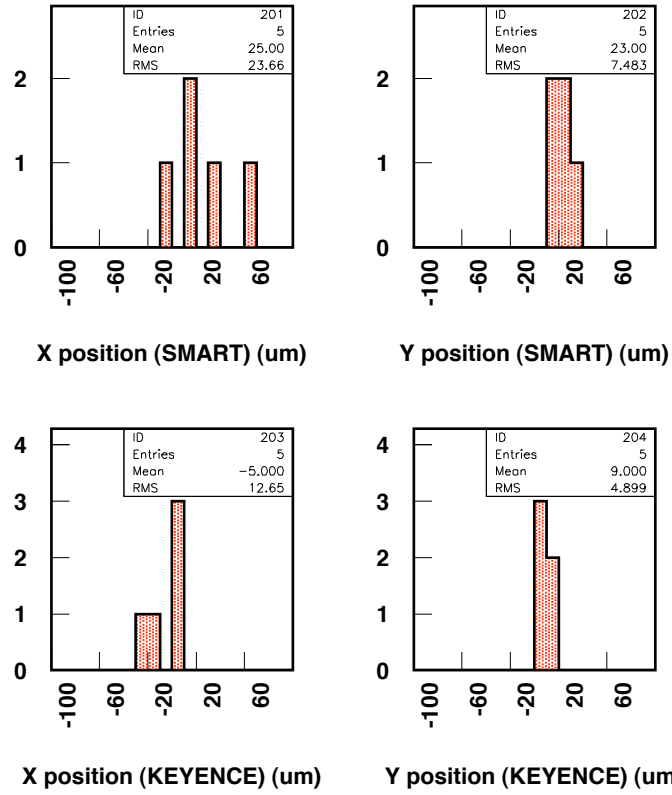 ID 201
Entries 5
Mean 25.00
RMS 23.66
2
1
0
-100 -60 -20 20 60
X position (SMART) (um)
ID 202
Entries 5
Mean 23.00
RMS 7.483
2
1
0
-100 -60 -20 20 60
Y position (SMART) (um)
ID 203
Entries 5
Mean -5.000
RMS 12.65
4
3
2
1
0
-100 -60 -20 20 60
X position (KEYENCE) (um)
ID 204
Entries 5
Mean 9.000
RMS 4.899
4
3
2
1
0
-100 -60 -20 20 60
Y position (KEYENCE) (um